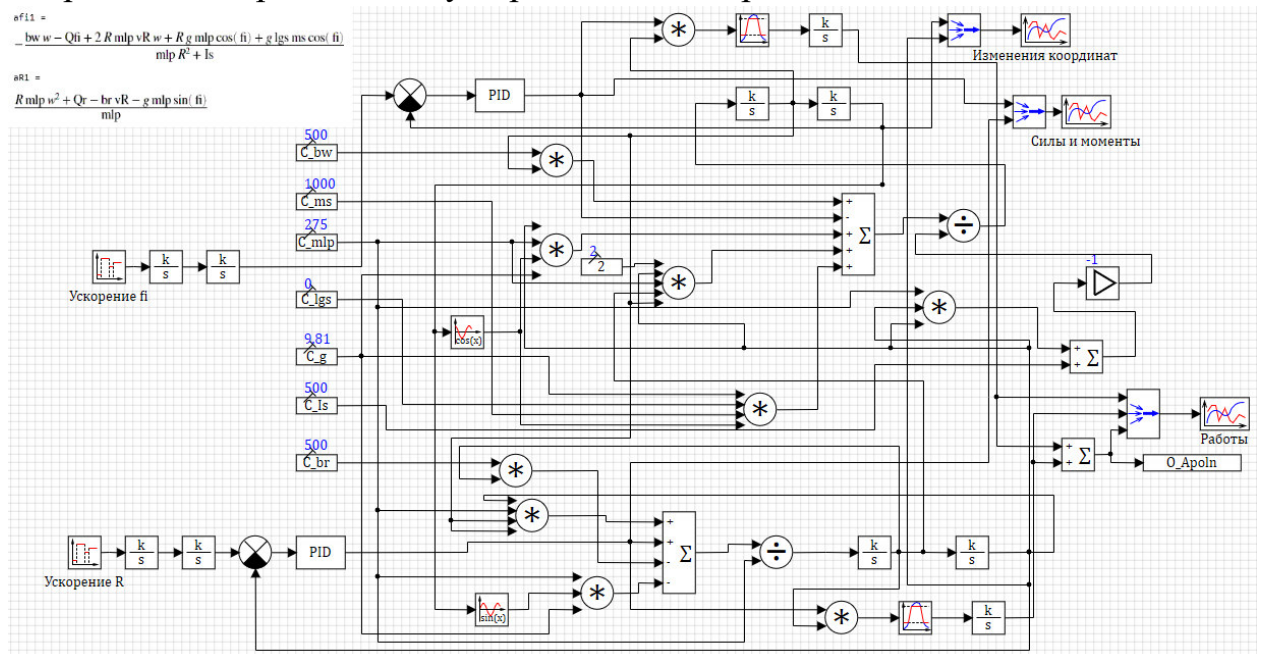 afi1 =
- bw w − Qfi + 2 R mlp vR w + R g mlp cos( fi) + g lgs ms cos( fi)
mlp R² + Is
aR1 =
R mlp w² + Qr − br vR − g mlp sin( fi)
mlp
k
s
Изменения координат
PID
k
s
k
s
Силы и моменты
500
C_bw
1000
C_ms
275
C_mlp
+
-
+
+
+
Σ
÷
2
2
k
s
k
s
Ускорение fi
-1
0
C_lgs
cos(x)
9.81
C_g
+
+
Σ
500
C_Is
500
C_br
Работы
+
+
Σ
O_Apoln
k
s
k
s
Ускорение R
PID
+
+
-
-
Σ
÷
k
s
k
s
sin(x)
k
s